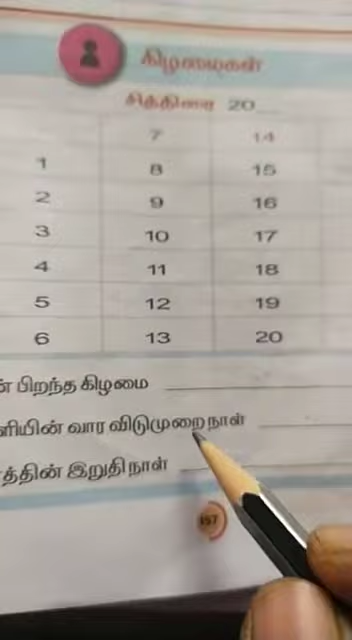 கிழமைகள்
சித்திரை 20__
7 14
1 8 15
2 9 16
3 10 17
4 11 18
5 12 19
6 13 20
ன் பிறந்த கிழமை
ளியின் வார விடுமுறை நாள்
த்தின் இறுதி நாள்
157